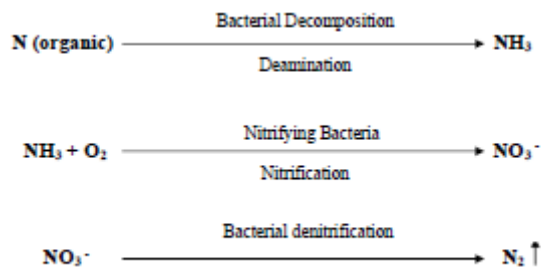 Bacterial Decomposition
N (organic) NH₃
Deamination
Nitrifying Bacteria
NH₃ + O₂ NO₃⁻
Nitrification
Bacterial denitrification
NO₃⁻ N₂ ↑